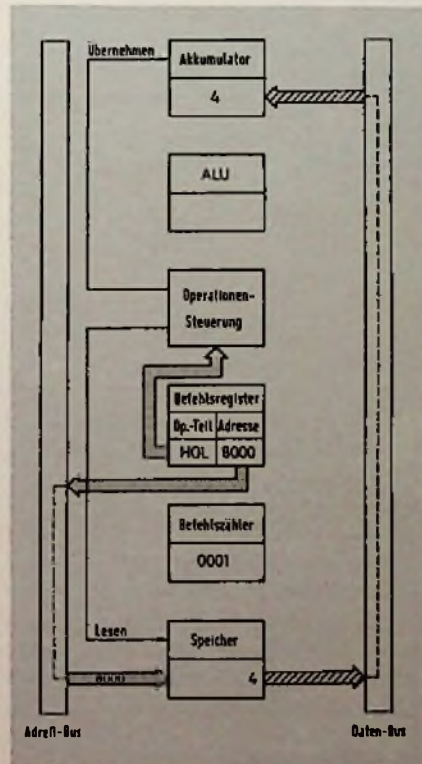 Übernehmen
Akkumulator
4
ALU
Operationen-
Steuerung
Befehlsregister
Op.-Teil Adresse
HOL 8000
Befehlszähler
0001
Lesen
Speicher
4
Adreß-Bus
Daten-Bus